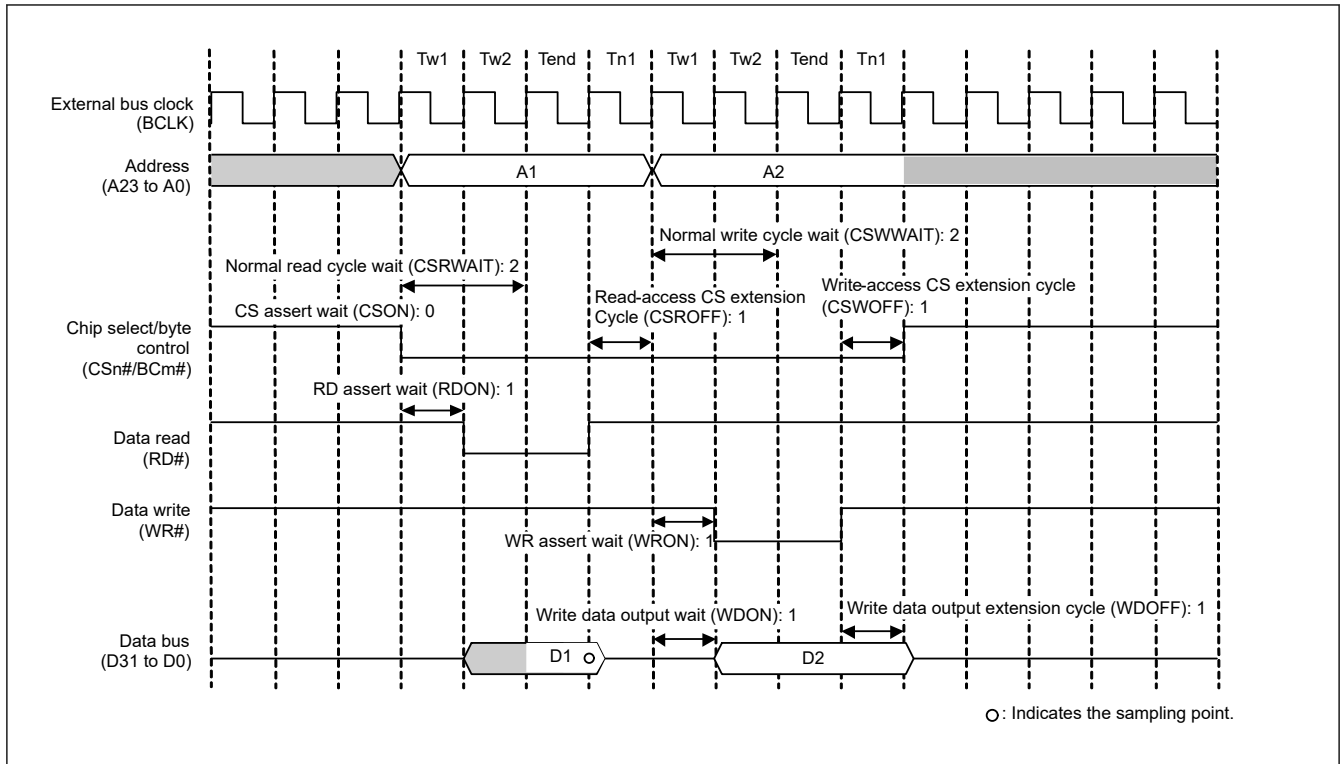 Tw1 Tw2 Tend Tn1 Tw1 Tw2 Tend Tn1
External bus clock
(BCLK)
Address
(A23 to A0)
A1
A2
Normal write cycle wait (CSWWAIT): 2
Normal read cycle wait (CSRWAIT): 2
Read-access CS extension
Cycle (CSROFF): 1
Write-access CS extension cycle
(CSWOFF): 1
CS assert wait (CSON): 0
Chip select/byte
control
(CSn#/BCm#)
RD assert wait (RDON): 1
Data read
(RD#)
Data write
(WR#)
WR assert wait (WRON): 1
Write data output wait (WDON): 1
Write data output extension cycle (WDOFF): 1
Data bus
(D31 to D0)
D1
D2
: Indicates the sampling point.